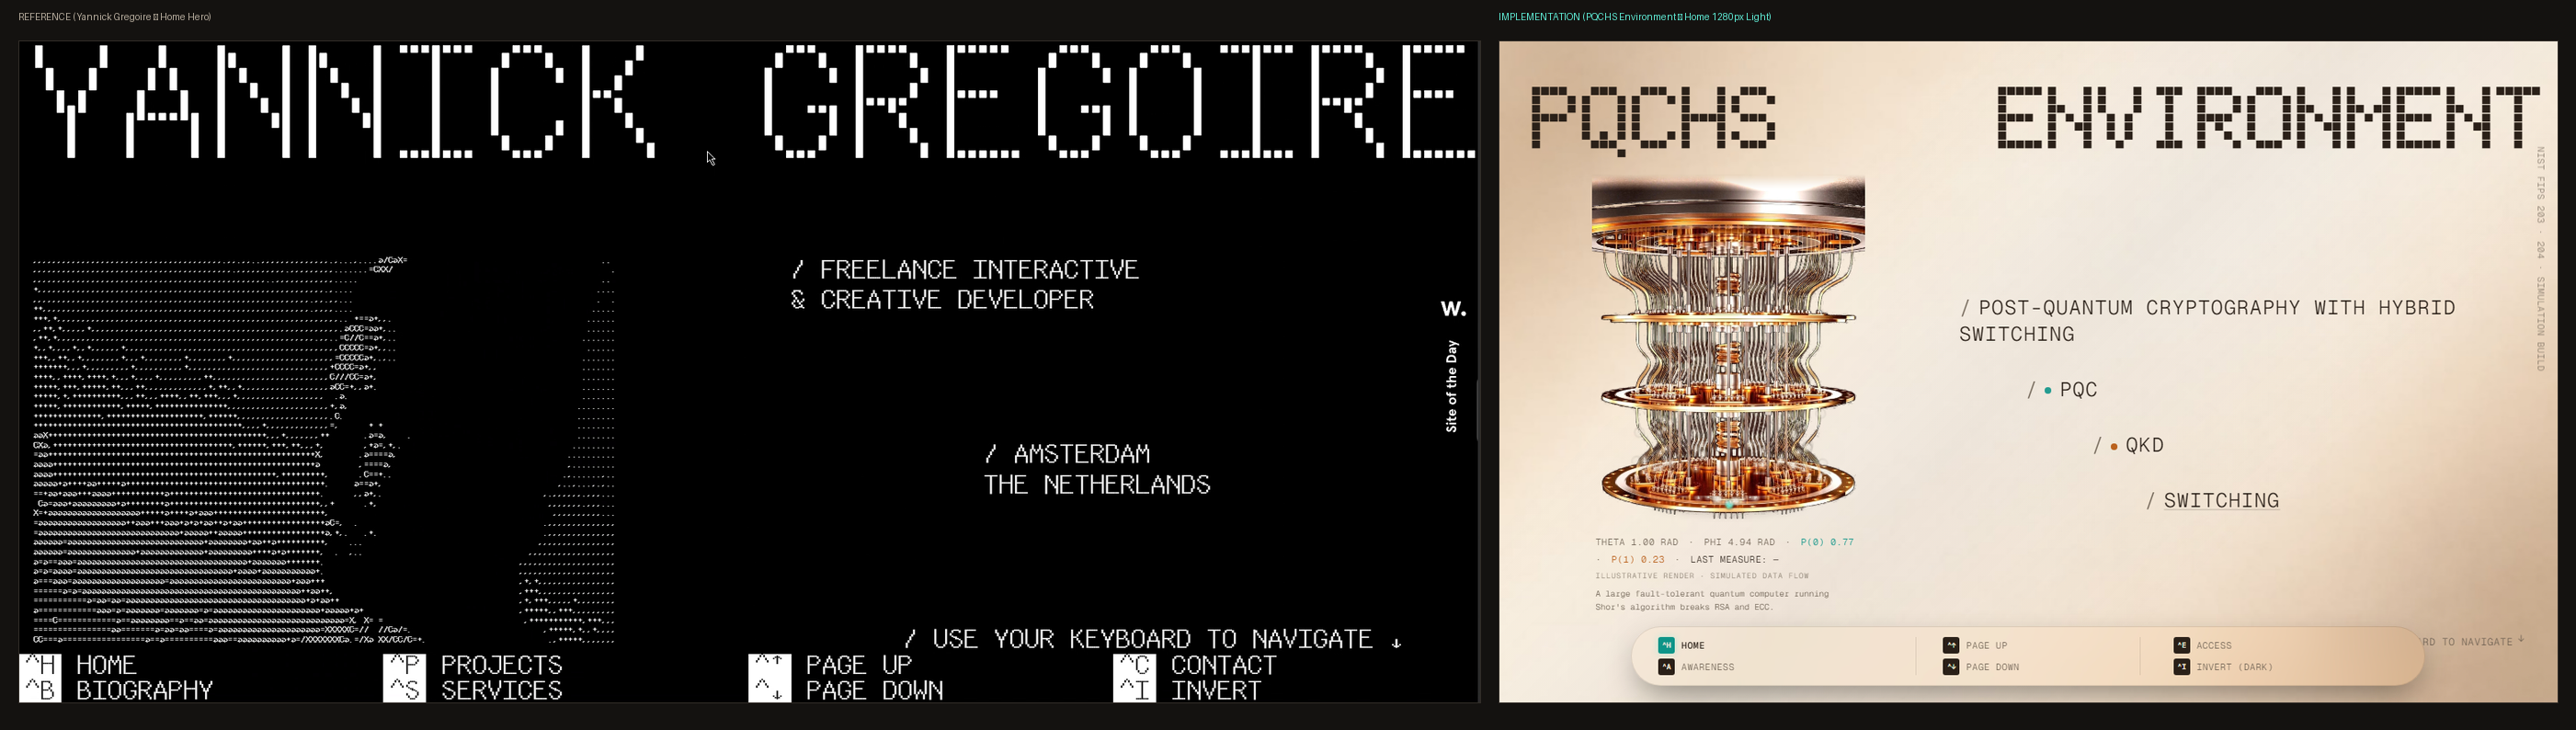 REFERENCE (Yannick Gregoire Home Hero)
YANNICK GREGOIRE
/ FREELANCE INTERACTIVE
& CREATIVE DEVELOPER
W.
Site of the Day
/ AMSTERDAM
THE NETHERLANDS
/ USE YOUR KEYBOARD TO NAVIGATE ↓
^H HOME
^B BIOGRAPHY
^P PROJECTS
^S SERVICES
^↑ PAGE UP
^↓ PAGE DOWN
^C CONTACT
^I INVERT
IMPLEMENTATION (PQCHS Environment Home 1280px Light)
PQCHS ENVIRONMENT
NIST FIPS 203 · 204 · SIMULATION BUILD
/ POST-QUANTUM CRYPTOGRAPHY WITH HYBRID
SWITCHING
/ • PQC
/ • QKD
/ SWITCHING
THETA 1.00 RAD · PHI 4.94 RAD · P(0) 0.77
· P(1) 0.23 · LAST MEASURE: —
ILLUSTRATIVE RENDER · SIMULATED DATA FLOW
A large fault-tolerant quantum computer running
Shor's algorithm breaks RSA and ECC.
RD TO NAVIGATE ↓
^H HOME
^A AWARENESS
^↑ PAGE UP
^↓ PAGE DOWN
^E ACCESS
^I INVERT (DARK)